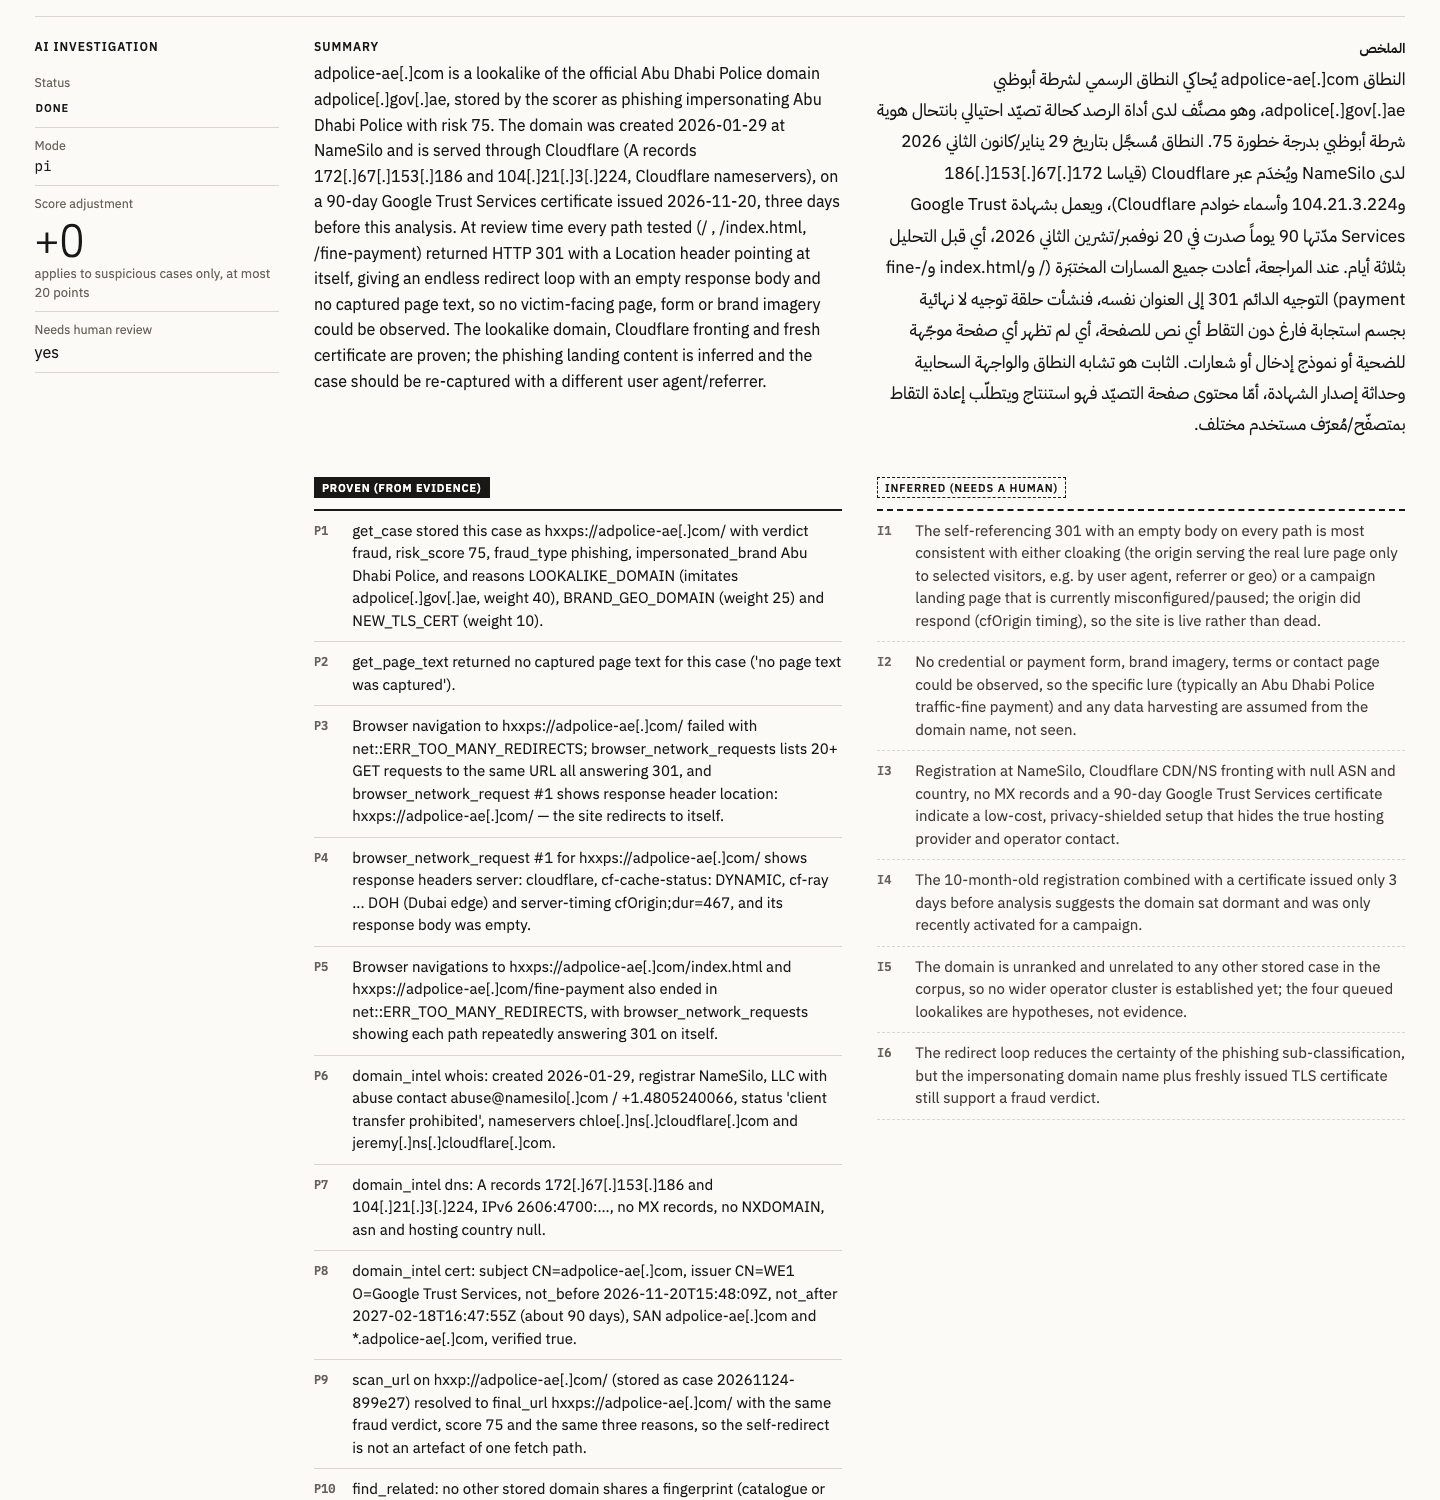 AI INVESTIGATION
Status
DONE
Mode
pi
Score adjustment
+0
applies to suspicious cases only, at most
20 points
Needs human review
yes
SUMMARY
adpolice-ae[.]com is a lookalike of the official Abu Dhabi Police domain
adpolice[.]gov[.]ae, stored by the scorer as phishing impersonating Abu
Dhabi Police with risk 75. The domain was created 2026-01-29 at
NameSilo and is served through Cloudflare (A records
172[.]67[.]153[.]186 and 104[.]21[.]3[.]224, Cloudflare nameservers), on
a 90-day Google Trust Services certificate issued 2026-11-20, three days
before this analysis. At review time every path tested (/ , /index.html,
/fine-payment) returned HTTP 301 with a Location header pointing at
itself, giving an endless redirect loop with an empty response body and
no captured page text, so no victim-facing page, form or brand imagery
could be observed. The lookalike domain, Cloudflare fronting and fresh
certificate are proven; the phishing landing content is inferred and the
case should be re-captured with a different user agent/referrer.
الملخص
النطاق adpolice-ae[.]com يُحاكي النطاق الرسمي لشرطة أبوظبي
adpolice[.]gov[.]ae، وهو مصنَّف لدى أداة الرصد كحالة تصيّد احتيالي بانتحال هوية
شرطة أبوظبي بدرجة خطورة 75. النطاق مُسجَّل بتاريخ 29 يناير/كانون الثاني 2026
لدى NameSilo ويُخدَم عبر Cloudflare (قياسا 172[.]67[.]153[.]186
و104.21.3.224 وأسماء خوادم Cloudflare)، ويعمل بشهادة Google Trust
Services مدّتها 90 يوماً صدرت في 20 نوفمبر/تشرين الثاني 2026، أي قبل التحليل
بثلاثة أيام. عند المراجعة، أعادت جميع المسارات المختبَرة (/ و/index.html و/fine-
payment) التوجيه الدائم 301 إلى العنوان نفسه، فنشأت حلقة توجيه لا نهائية
بجسم استجابة فارغ دون التقاط أي نص للصفحة، أي لم تظهر أي صفحة موجّهة
للضحية أو نموذج إدخال أو شعارات. الثابت هو تشابه النطاق والواجهة السحابية
وحداثة إصدار الشهادة، أمّا محتوى صفحة التصيّد فهو استنتاج ويتطلّب إعادة التقاط
بمتصفّح/مُعرّف مستخدم مختلف.
PROVEN (FROM EVIDENCE)
P1 get_case stored this case as hxxps://adpolice-ae[.]com/ with verdict
fraud, risk_score 75, fraud_type phishing, impersonated_brand Abu
Dhabi Police, and reasons LOOKALIKE_DOMAIN (imitates
adpolice[.]gov[.]ae, weight 40), BRAND_GEO_DOMAIN (weight 25) and
NEW_TLS_CERT (weight 10).
P2 get_page_text returned no captured page text for this case ('no page text
was captured').
P3 Browser navigation to hxxps://adpolice-ae[.]com/ failed with
net::ERR_TOO_MANY_REDIRECTS; browser_network_requests lists 20+
GET requests to the same URL all answering 301, and
browser_network_request #1 shows response header location:
hxxps://adpolice-ae[.]com/ — the site redirects to itself.
P4 browser_network_request #1 for hxxps://adpolice-ae[.]com/ shows
response headers server: cloudflare, cf-cache-status: DYNAMIC, cf-ray
... DOH (Dubai edge) and server-timing cfOrigin;dur=467, and its
response body was empty.
P5 Browser navigations to hxxps://adpolice-ae[.]com/index.html and
hxxps://adpolice-ae[.]com/fine-payment also ended in
net::ERR_TOO_MANY_REDIRECTS, with browser_network_requests
showing each path repeatedly answering 301 on itself.
P6 domain_intel whois: created 2026-01-29, registrar NameSilo, LLC with
abuse contact abuse@namesilo[.]com / +1.4805240066, status 'client
transfer prohibited', nameservers chloe[.]ns[.]cloudflare[.]com and
jeremy[.]ns[.]cloudflare[.]com.
P7 domain_intel dns: A records 172[.]67[.]153[.]186 and
104[.]21[.]3[.]224, IPv6 2606:4700:..., no MX records, no NXDOMAIN,
asn and hosting country null.
P8 domain_intel cert: subject CN=adpolice-ae[.]com, issuer CN=WE1
O=Google Trust Services, not_before 2026-11-20T15:48:09Z, not_after
2027-02-18T16:47:55Z (about 90 days), SAN adpolice-ae[.]com and
*.adpolice-ae[.]com, verified true.
P9 scan_url on hxxp://adpolice-ae[.]com/ (stored as case 20261124-
899e27) resolved to final_url hxxps://adpolice-ae[.]com/ with the same
fraud verdict, score 75 and the same three reasons, so the self-redirect
is not an artefact of one fetch path.
P10 find_related: no other stored domain shares a fingerprint (catalogue or
INFERRED (NEEDS A HUMAN)
I1 The self-referencing 301 with an empty body on every path is most
consistent with either cloaking (the origin serving the real lure page only
to selected visitors, e.g. by user agent, referrer or geo) or a campaign
landing page that is currently misconfigured/paused; the origin did
respond (cfOrigin timing), so the site is live rather than dead.
I2 No credential or payment form, brand imagery, terms or contact page
could be observed, so the specific lure (typically an Abu Dhabi Police
traffic-fine payment) and any data harvesting are assumed from the
domain name, not seen.
I3 Registration at NameSilo, Cloudflare CDN/NS fronting with null ASN and
country, no MX records and a 90-day Google Trust Services certificate
indicate a low-cost, privacy-shielded setup that hides the true hosting
provider and operator contact.
I4 The 10-month-old registration combined with a certificate issued only 3
days before analysis suggests the domain sat dormant and was only
recently activated for a campaign.
I5 The domain is unranked and unrelated to any other stored case in the
corpus, so no wider operator cluster is established yet; the four queued
lookalikes are hypotheses, not evidence.
I6 The redirect loop reduces the certainty of the phishing sub-classification,
but the impersonating domain name plus freshly issued TLS certificate
still support a fraud verdict.